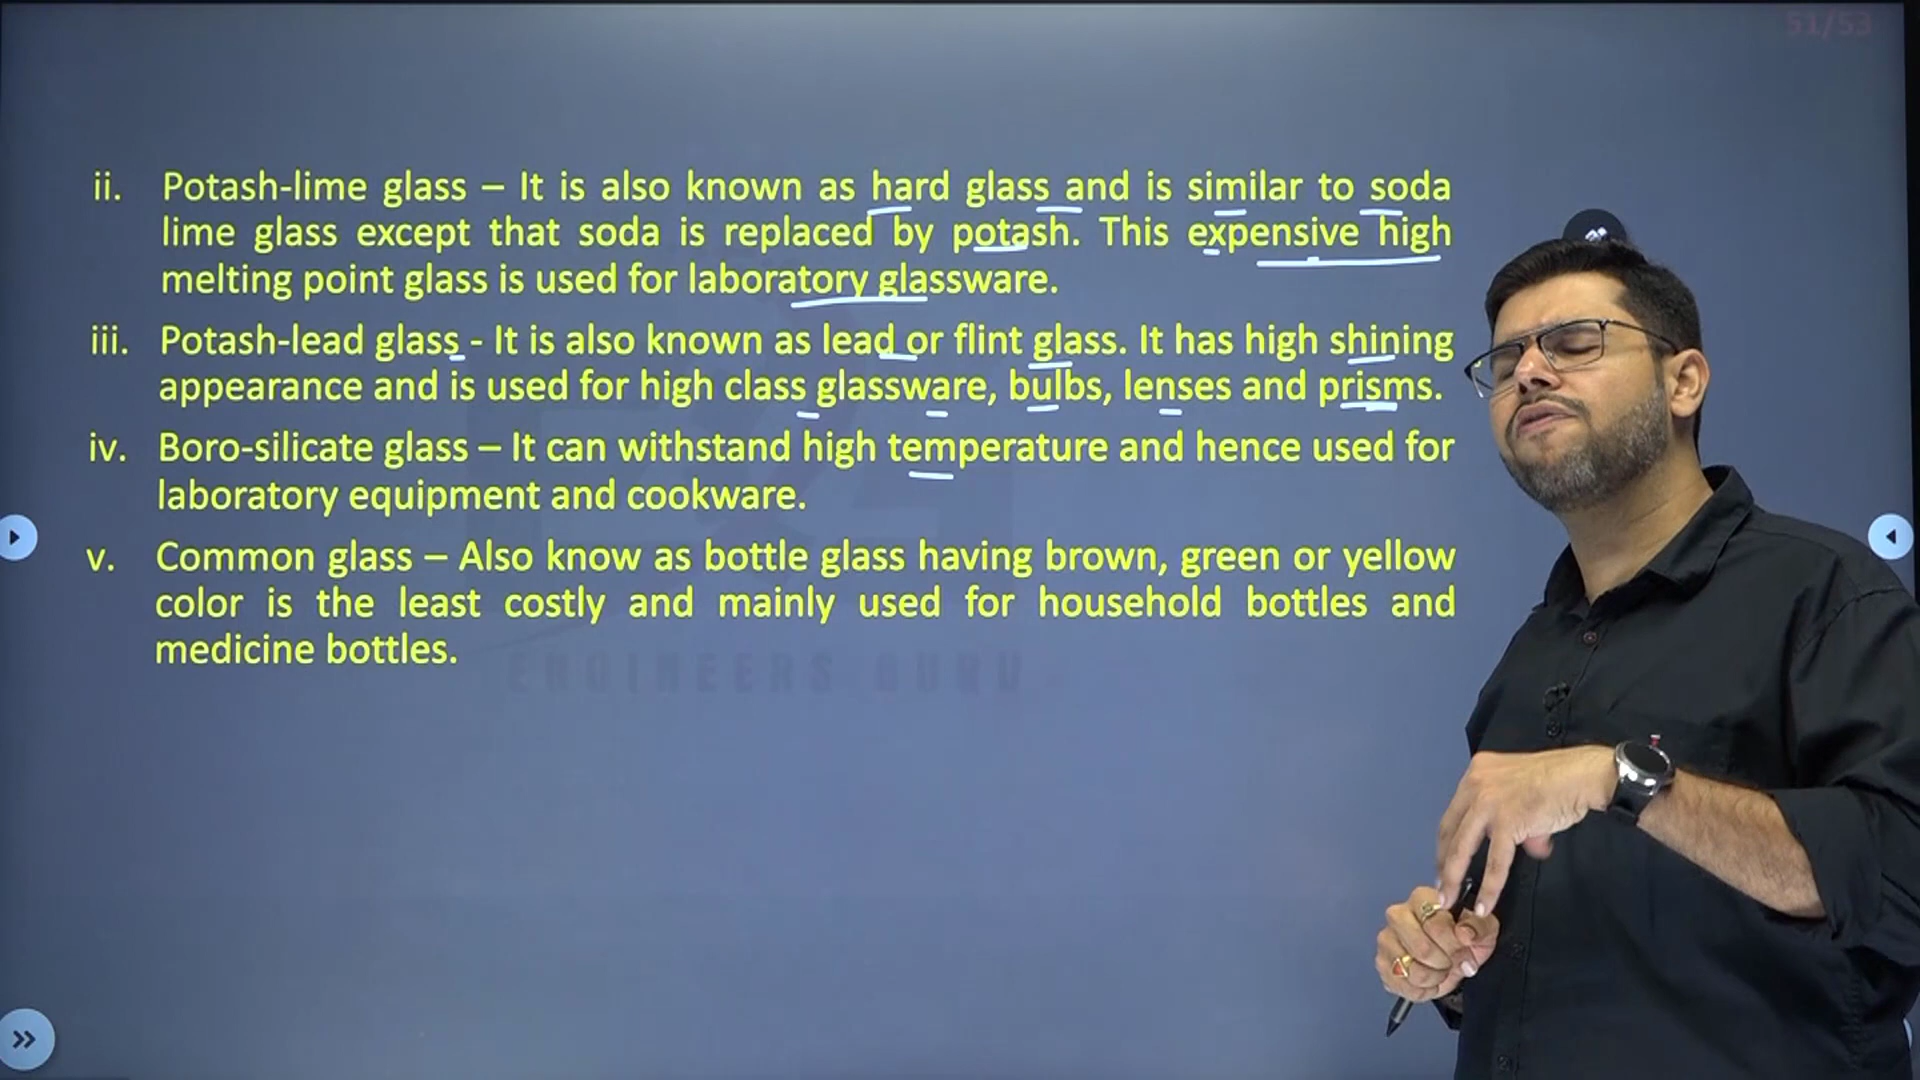 51/53
ii. Potash-lime glass – It is also known as hard glass and is similar to soda
lime glass except that soda is replaced by potash. This expensive high
melting point glass is used for laboratory glassware.
iii. Potash-lead glass - It is also known as lead or flint glass. It has high shining
appearance and is used for high class glassware, bulbs, lenses and prisms.
iv. Boro-silicate glass – It can withstand high temperature and hence used for
laboratory equipment and cookware.
v. Common glass – Also know as bottle glass having brown, green or yellow
color is the least costly and mainly used for household bottles and
medicine bottles.
ENGINEERS GURU